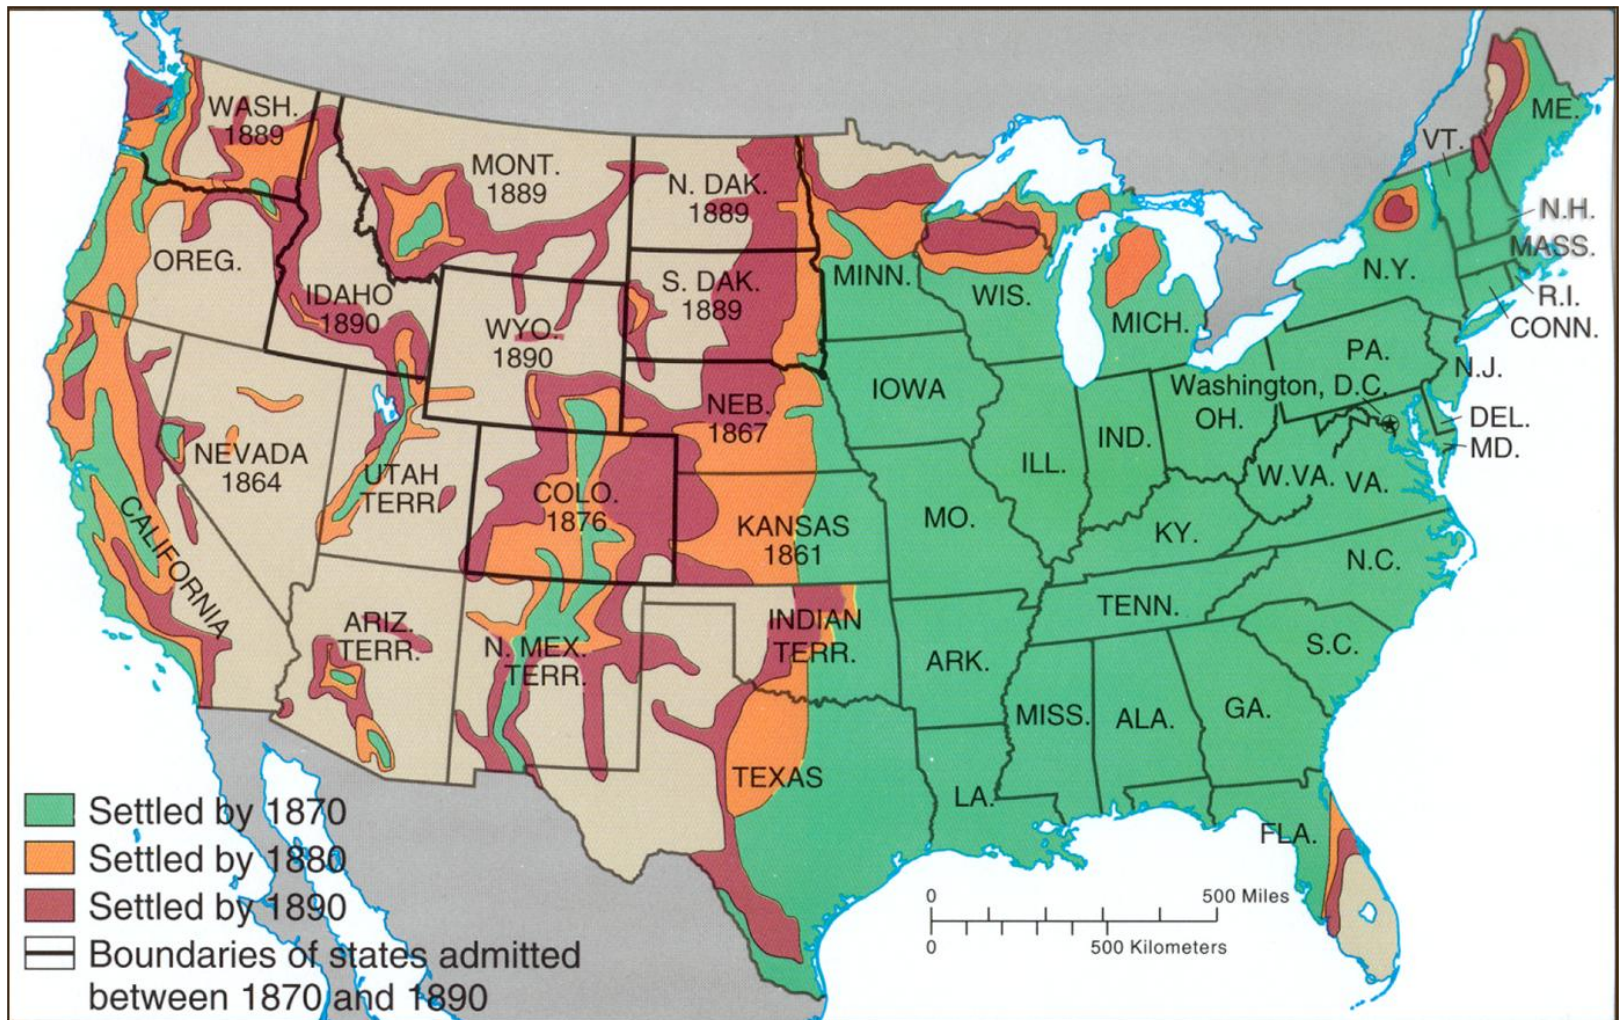 WASH.
1889
MONT.
1889
N. DAK.
1889
ME.
VT.
N.H.
MASS.
OREG.
IDAHO
1890
WYO.
1890
S. DAK.
1889
MINN.
WIS.
MICH.
N.Y.
R.I.
CONN.
PA.
N.J.
IOWA
NEB.
1867
Washington, D.C.
OH.
DEL.
MD.
NEVADA
1864
UTAH
TERR.
COLO.
1876
ILL.
IND.
W.VA.
VA.
CALIFORNIA
KANSAS
1861
MO.
KY.
N.C.
ARIZ.
TERR.
N. MEX.
TERR.
INDIAN
TERR.
TENN.
ARK.
S.C.
MISS.
ALA.
GA.
TEXAS
LA.
FLA.
Settled by 1870
Settled by 1880
Settled by 1890
Boundaries of states admitted
between 1870 and 1890
0 500 Miles
0 500 Kilometers